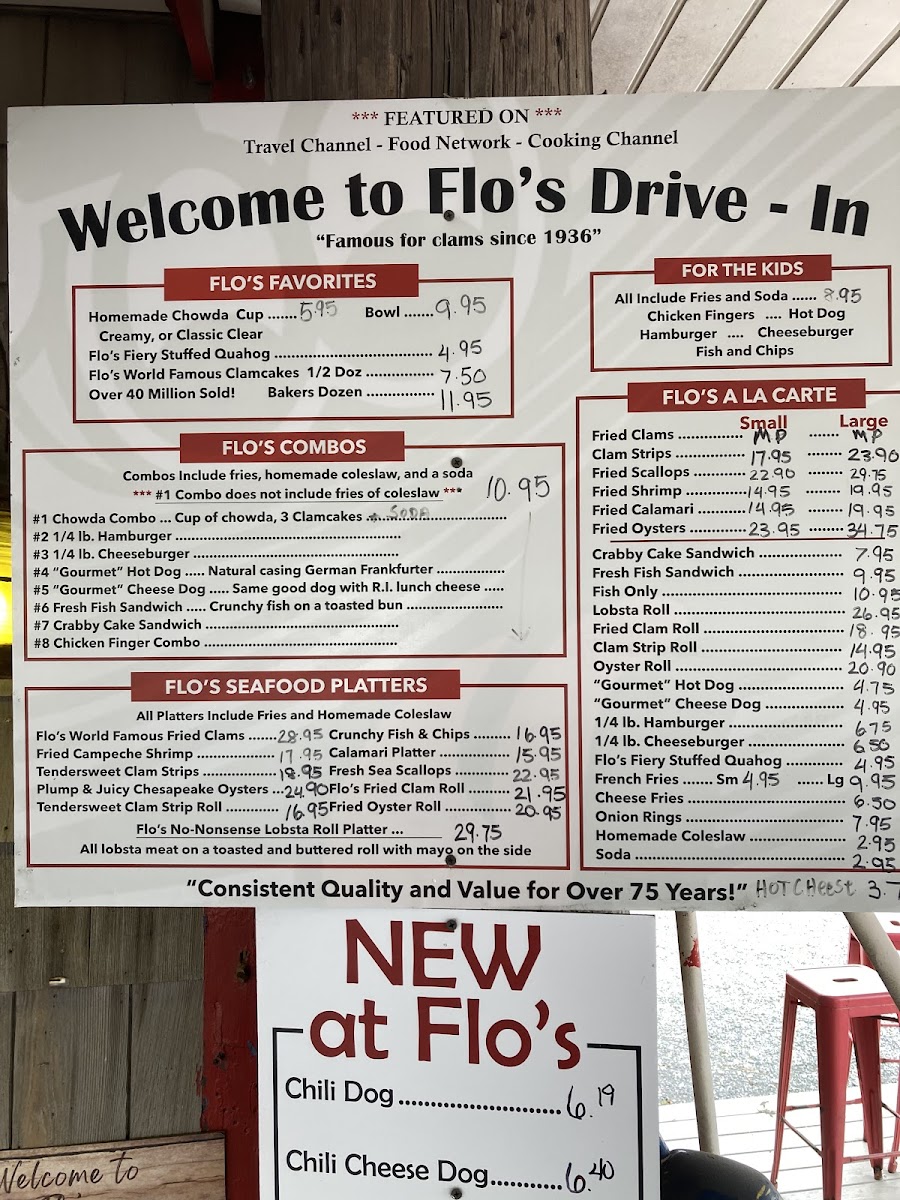 *** FEATURED ON ***
Travel Channel - Food Network - Cooking Channel
Welcome to Flo's Drive - In
“Famous for clams since 1936”
FLO'S FAVORITES
Homemade Chowda Cup ....... 5.95 Bowl ....... 9.95
Creamy, or Classic Clear
Flo's Fiery Stuffed Quahog ........ 4.95
Flo's World Famous Clamcakes 1/2 Doz ........ 7.50
Over 40 Million Sold! Bakers Dozen ........ 11.95
FOR THE KIDS
All Include Fries and Soda ...... 8.95
Chicken Fingers .... Hot Dog
Hamburger .... Cheeseburger
Fish and Chips
FLO'S COMBOS
Combos Include fries, homemade coleslaw, and a soda
*** #1 Combo does not include fries of coleslaw *** 10.95
#1 Chowda Combo ... Cup of chowda, 3 Clamcakes + SODA
#2 1/4 lb. Hamburger ........
#3 1/4 lb. Cheeseburger ........
#4 “Gourmet” Hot Dog ..... Natural casing German Frankfurter ........
#5 “Gourmet” Cheese Dog ..... Same good dog with R.I. lunch cheese .....
#6 Fresh Fish Sandwich ..... Crunchy fish on a toasted bun ........
#7 Crabby Cake Sandwich ........
#8 Chicken Finger Combo ........
FLO'S SEAFOOD PLATTERS
All Platters Include Fries and Homemade Coleslaw
Flo's World Famous Fried Clams ....... 28.95 Crunchy Fish & Chips ........ 16.95
Fried Campeche Shrimp ........ 17.95 Calamari Platter ........ 15.95
Tendersweet Clam Strips ........ 18.95 Fresh Sea Scallops ........ 22.95
Plump & Juicy Chesapeake Oysters ... 24.90 Flo's Fried Clam Roll ........ 21.95
Tendersweet Clam Strip Roll ........ 16.95 Fried Oyster Roll ........ 20.95
Flo's No-Nonsense Lobsta Roll Platter ... 29.75
All lobsta meat on a toasted and buttered roll with mayo on the side
FLO'S A LA CARTE
Small Large
Fried Clams ........ MP ....... MP
Clam Strips ........ 17.95 ....... 23.90
Fried Scallops ........ 22.90 ....... 29.75
Fried Shrimp ........ 14.95 ....... 19.95
Fried Calamari ........ 14.95 ....... 19.95
Fried Oysters ........ 23.95 ....... 34.75
Crabby Cake Sandwich ........ 7.95
Fresh Fish Sandwich ........ 9.95
Fish Only ........ 10.95
Lobsta Roll ........ 26.95
Fried Clam Roll ........ 18.95
Clam Strip Roll ........ 14.95
Oyster Roll ........ 20.90
“Gourmet” Hot Dog ........ 4.75
“Gourmet” Cheese Dog ........ 4.95
1/4 lb. Hamburger ........ 6.75
1/4 lb. Cheeseburger ........ 6.50
Flo's Fiery Stuffed Quahog ........ 4.95
French Fries ...... Sm 4.95 ...... Lg 9.95
Cheese Fries ........ 6.50
Onion Rings ........ 7.95
Homemade Coleslaw ........ 2.95
Soda ........ 2.95
“Consistent Quality and Value for Over 75 Years!” HOT CHEESE 3.7
NEW
at Flo's
Chili Dog ........ 6.19
Chili Cheese Dog ........ 6.40
Welcome to